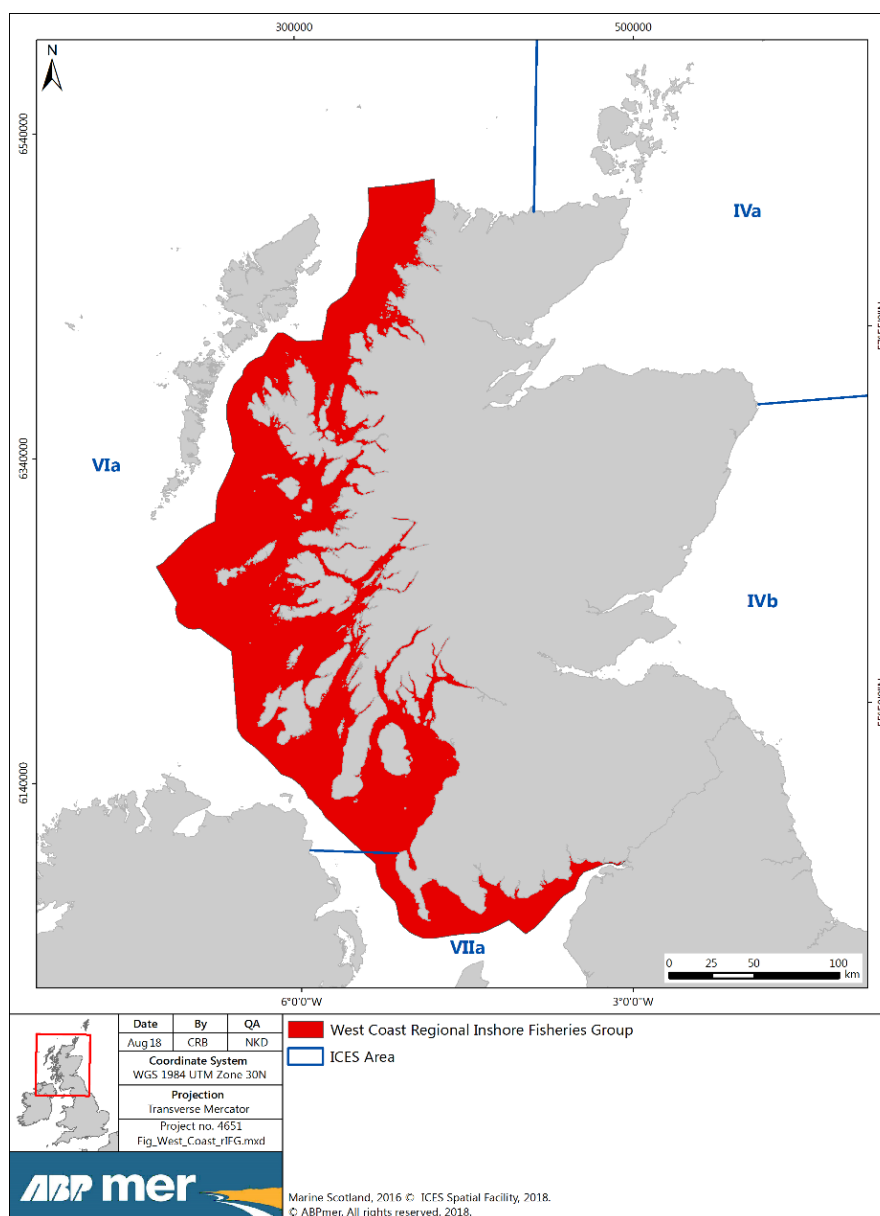 300000 500000
N
6540000
IVa
6340000
VIa
IVb
6140000
VIIa
0 25 50 100
km
6°0'0"W 3°0'0"W
Date By QA
Aug18 CRB NKD
Coordinate System
WGS 1984 UTM Zone 30N
Projection
Transverse Mercator
Project no. 4651
Fig_West_Coast_rIFG.mxd
West Coast Regional Inshore Fisheries Group
ICES Area
ABP mer
Marine Scotland, 2016 © ICES Spatial Facility, 2018.
© ABPmer. All rights reserved. 2018.